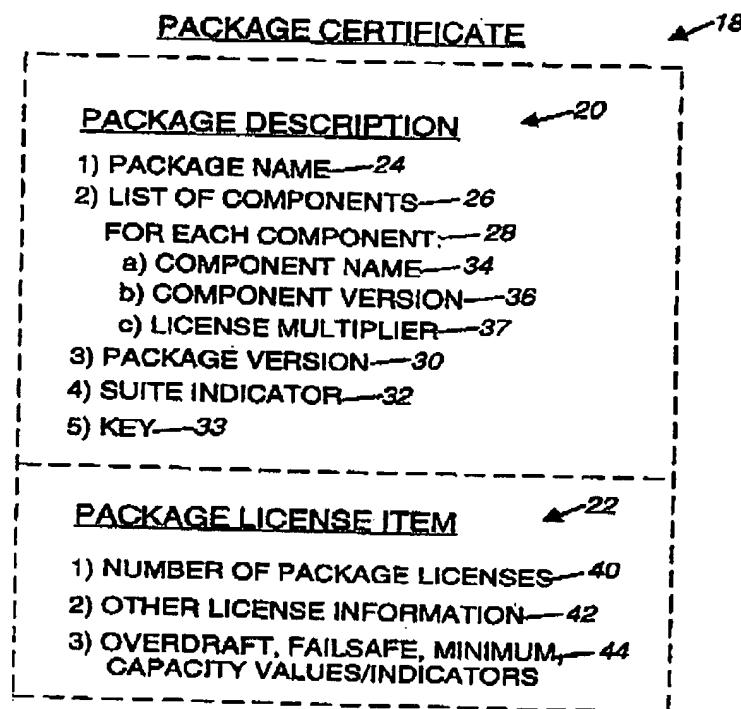 PACKAGE CERTIFICATE 18
PACKAGE DESCRIPTION 20
1) PACKAGE NAME 24
2) LIST OF COMPONENTS 26
FOR EACH COMPONENT: 28
a) COMPONENT NAME 34
b) COMPONENT VERSION 36
c) LICENSE MULTIPLIER 37
3) PACKAGE VERSION 30
4) SUITE INDICATOR 32
5) KEY 33
PACKAGE LICENSE ITEM 22
1) NUMBER OF PACKAGE LICENSES 40
2) OTHER LICENSE INFORMATION 42
3) OVERDRAFT, FAILSAFE, MINIMUM, 44
CAPACITY VALUES/INDICATORS